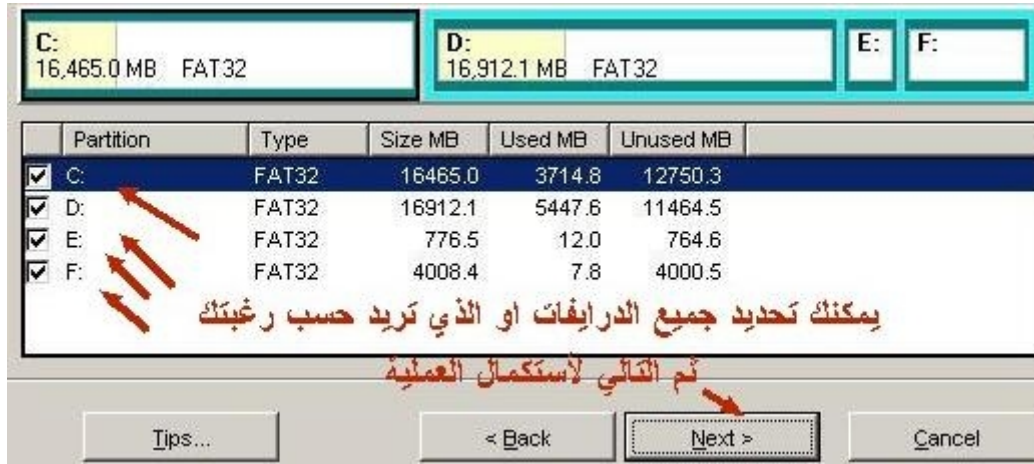 C: D: E: F:
16,465.0 MB FAT32 16,912.1 MB FAT32
Partition Type Size MB Used MB Unused MB
C: FAT32 16465.0 3714.8 12750.3
D: FAT32 16912.1 5447.6 11464.5
E: FAT32 776.5 12.0 764.6
F: FAT32 4008.4 7.8 4000.5
يمكنك تحديد جميع الدرايفات او الذي تريد حسب رغبتك
ثم التالي لأستكمال العملية
Tips... < Back Next > Cancel